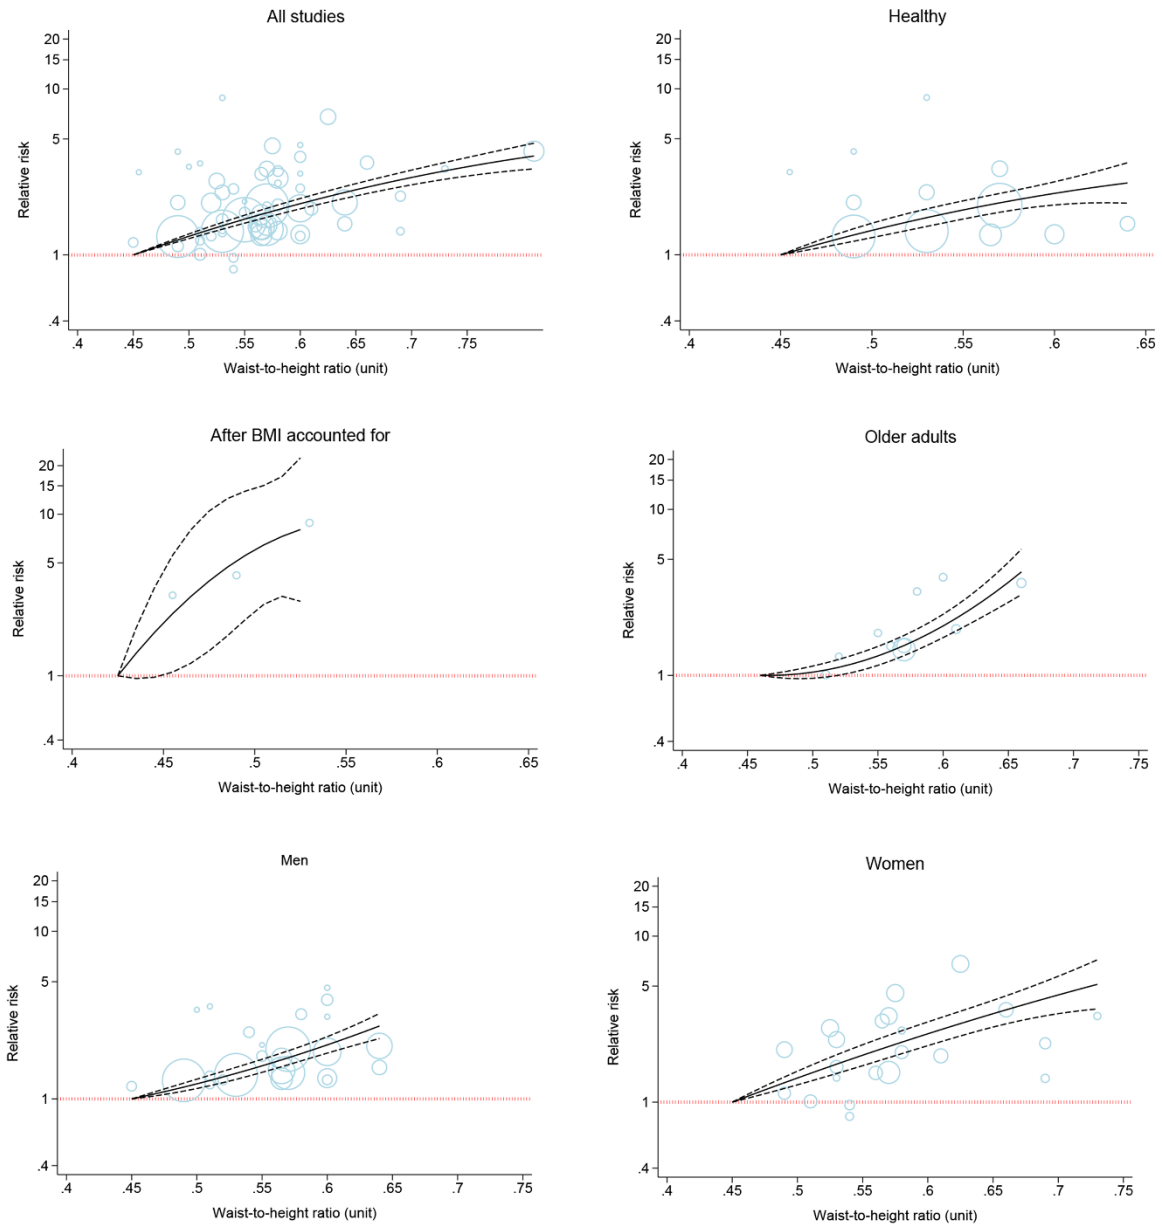 All studies
20
15
10
5
1
.4
Relative risk
.4 .45 .5 .55 .6 .65 .7 .75
Waist-to-height ratio (unit)
Healthy
20
15
10
5
1
.4
Relative risk
.4 .45 .5 .55 .6 .65
Waist-to-height ratio (unit)
After BMI accounted for
20
15
10
5
1
.4
Relative risk
.4 .45 .5 .55 .6 .65
Waist-to-height ratio (unit)
Older adults
20
15
10
5
1
.4
Relative risk
.4 .45 .5 .55 .6 .65 .7 .75
Waist-to-height ratio (unit)
Men
20
15
10
5
1
.4
Relative risk
.4 .45 .5 .55 .6 .65 .7 .75
Waist-to-height ratio (unit)
Women
20
15
10
5
1
.4
Relative risk
.4 .45 .5 .55 .6 .65 .7 .75
Waist-to-height ratio (unit)